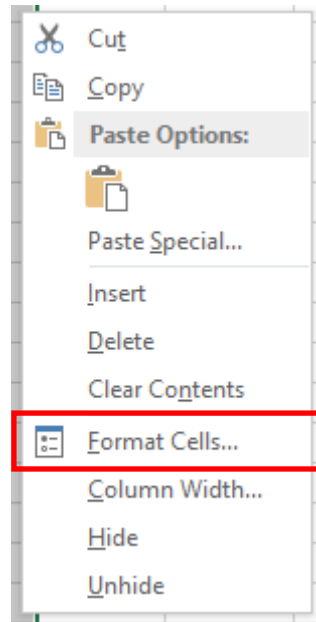 Cut
Copy
Paste Options:
Paste Special...
Insert
Delete
Clear Contents
Format Cells...
Column Width...
Hide
Unhide